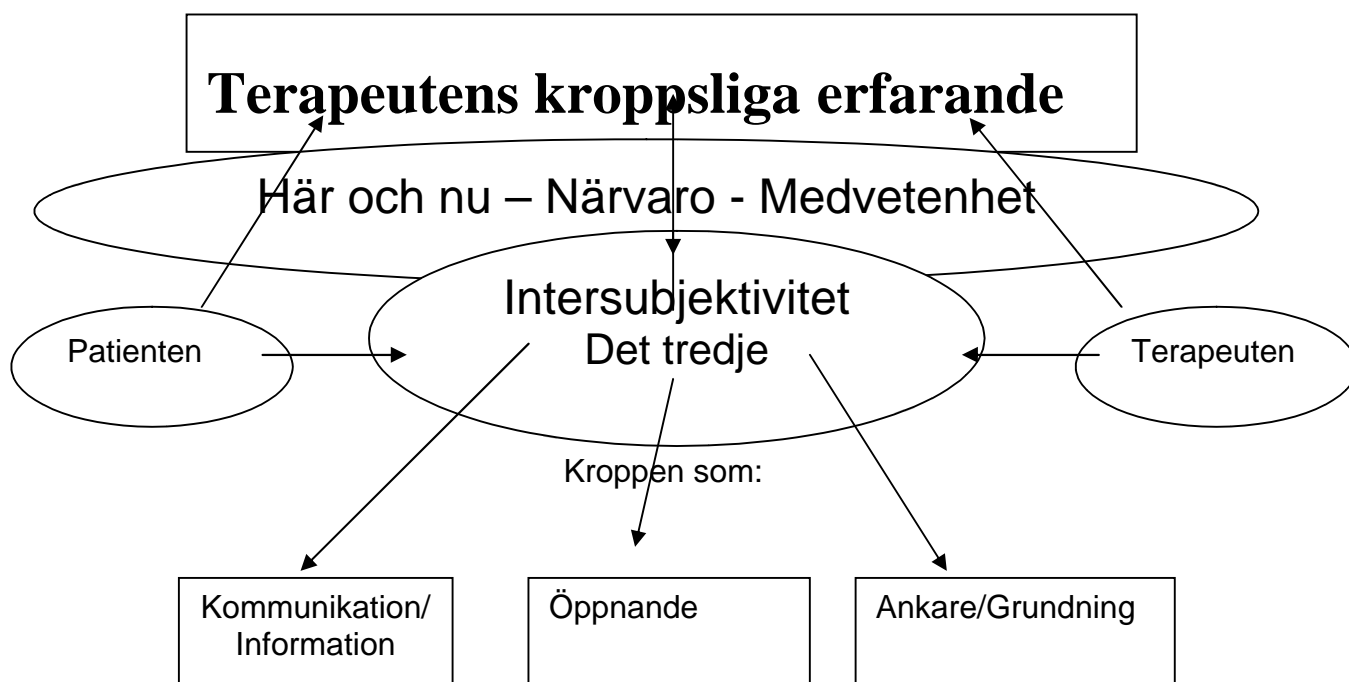 Terapeutens kroppsliga erfarande
Här och nu – Närvaro - Medvetenhet
Intersubjektivitet
Det tredje
Patienten
Terapeuten
Kroppen som:
Kommunikation/
Information
Öppnande
Ankare/Grundning